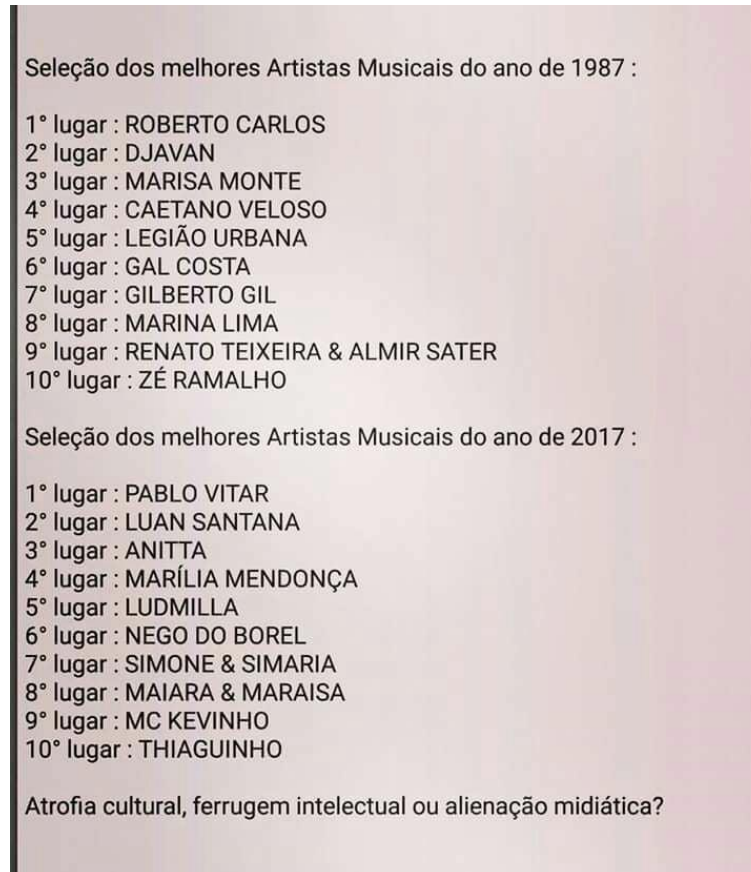 Seleção dos melhores Artistas Musicais do ano de 1987 :
1° lugar : ROBERTO CARLOS
2° lugar : DJAVAN
3° lugar : MARISA MONTE
4° lugar : CAETANO VELOSO
5° lugar : LEGIÃO URBANA
6° lugar : GAL COSTA
7° lugar : GILBERTO GIL
8° lugar : MARINA LIMA
9° lugar : RENATO TEIXEIRA & ALMIR SATER
10° lugar : ZÉ RAMALHO
Seleção dos melhores Artistas Musicais do ano de 2017 :
1° lugar : PABLO VITAR
2° lugar : LUAN SANTANA
3° lugar : ANITTA
4° lugar : MARÍLIA MENDONÇA
5° lugar : LUDMILLA
6° lugar : NEGO DO BOREL
7° lugar : SIMONE & SIMARIA
8° lugar : MAIARA & MARAISA
9° lugar : MC KEVINHO
10° lugar : THIAGUINHO
Atrofia cultural, ferrugem intelectual ou alienação midiática?